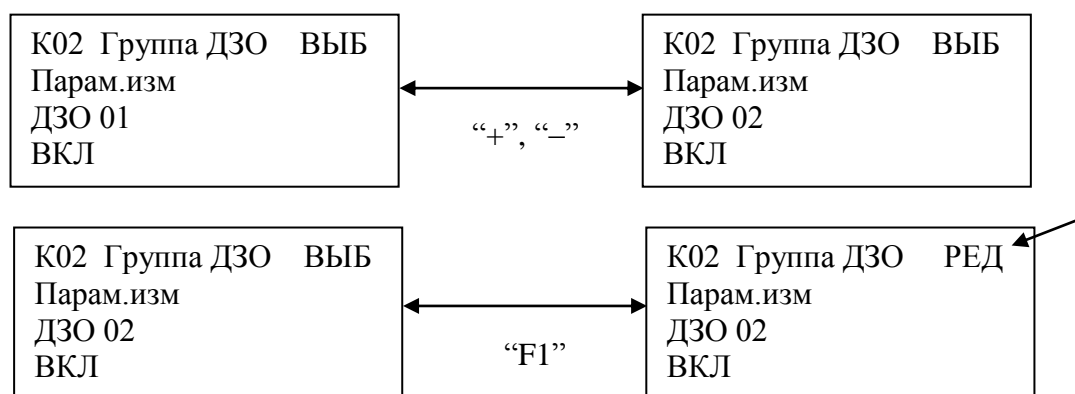 К02 Группа ДЗО ВЫБ
Парам.изм
ДЗО 01
ВКЛ
“+”, “–”
К02 Группа ДЗО ВЫБ
Парам.изм
ДЗО 02
ВКЛ
К02 Группа ДЗО ВЫБ
Парам.изм
ДЗО 02
ВКЛ
“F1”
К02 Группа ДЗО РЕД
Парам.изм
ДЗО 02
ВКЛ